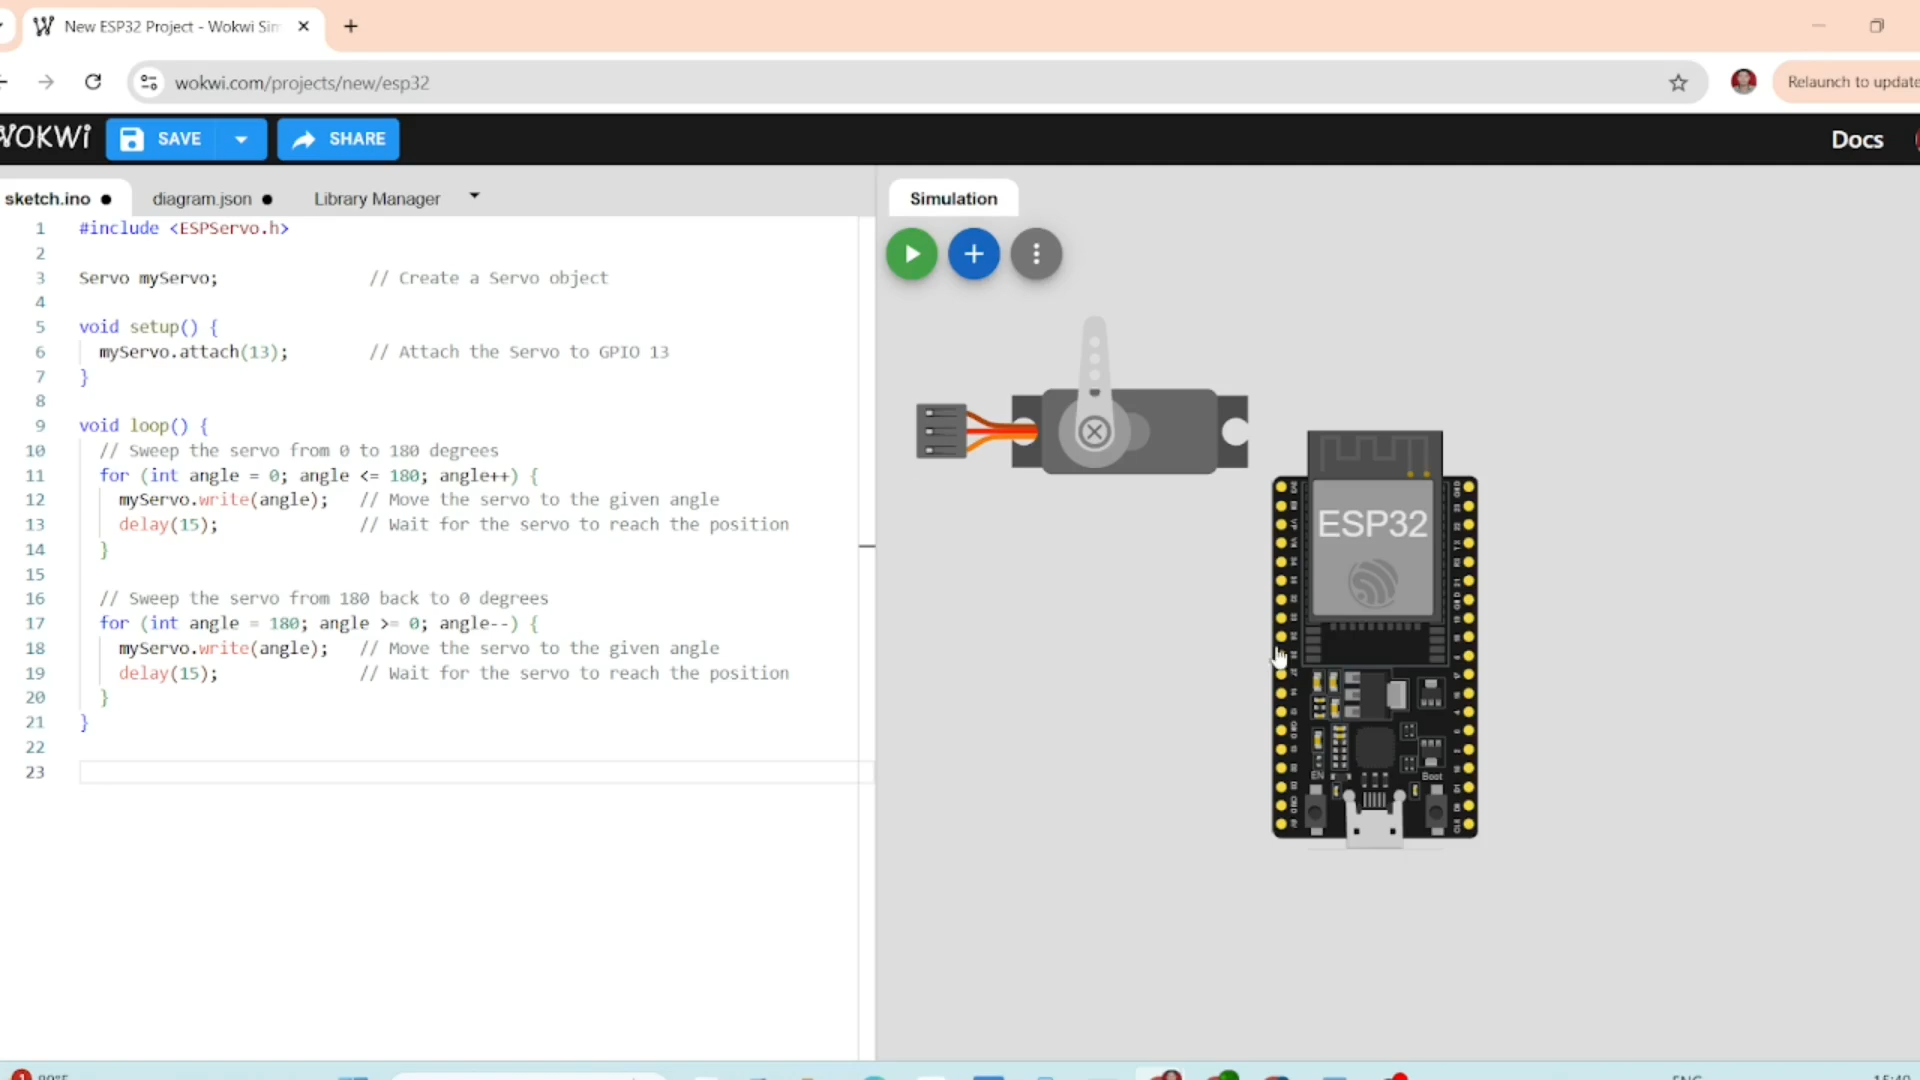 New ESP32 Project - Wokwi Sim
wokwi.com/projects/new/esp32
Relaunch to update
WOKWi
SAVE
SHARE
Docs
sketch.ino
diagram.json
Library Manager
Simulation
1 #include <ESPServo.h>
2
3 Servo myServo; // Create a Servo object
4
5 void setup() {
6 myServo.attach(13); // Attach the Servo to GPIO 13
7 }
8
9 void loop() {
10 // Sweep the servo from 0 to 180 degrees
11 for (int angle = 0; angle <= 180; angle++) {
12 myServo.write(angle); // Move the servo to the given angle
13 delay(15); // Wait for the servo to reach the position
14 }
15
16 // Sweep the servo from 180 back to 0 degrees
17 for (int angle = 180; angle >= 0; angle--) {
18 myServo.write(angle); // Move the servo to the given angle
19 delay(15); // Wait for the servo to reach the position
20 }
21 }
22
23
ESP32
EN
Boot